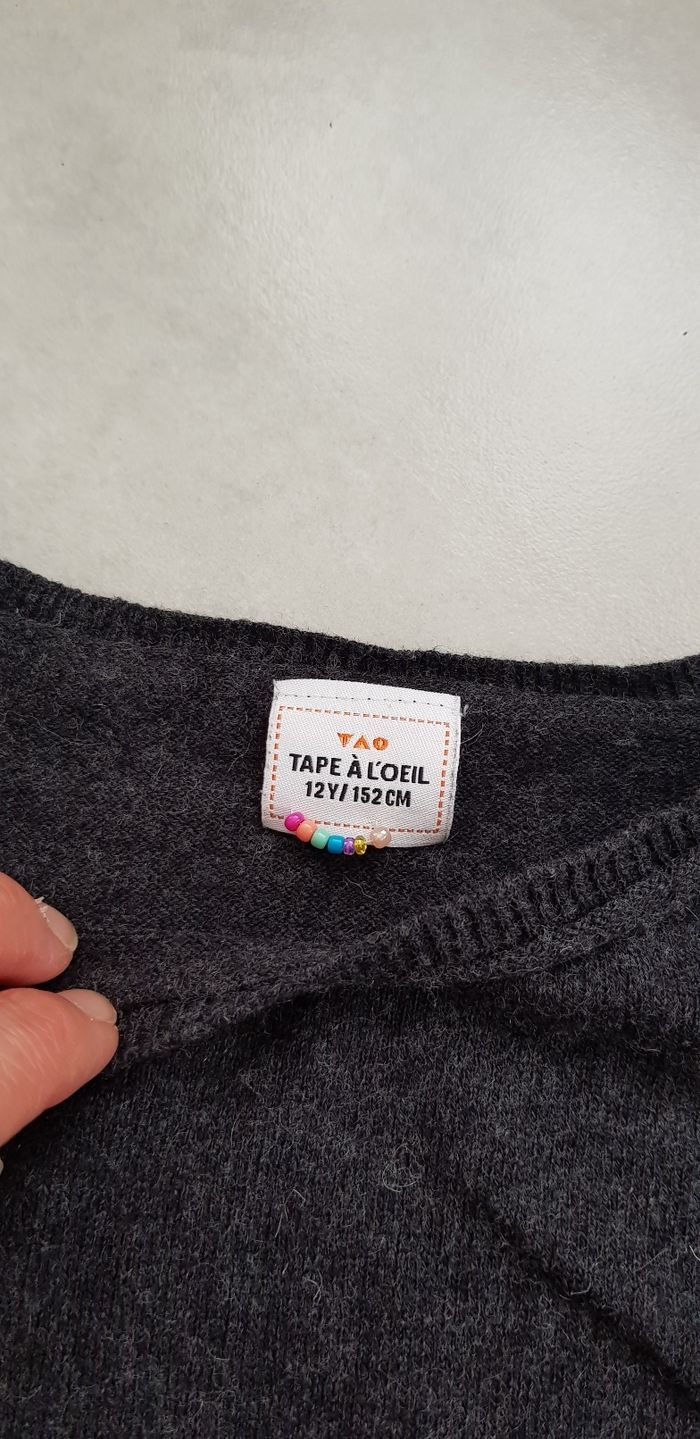 TAO
TAPE À L'OEIL
12Y/152CM